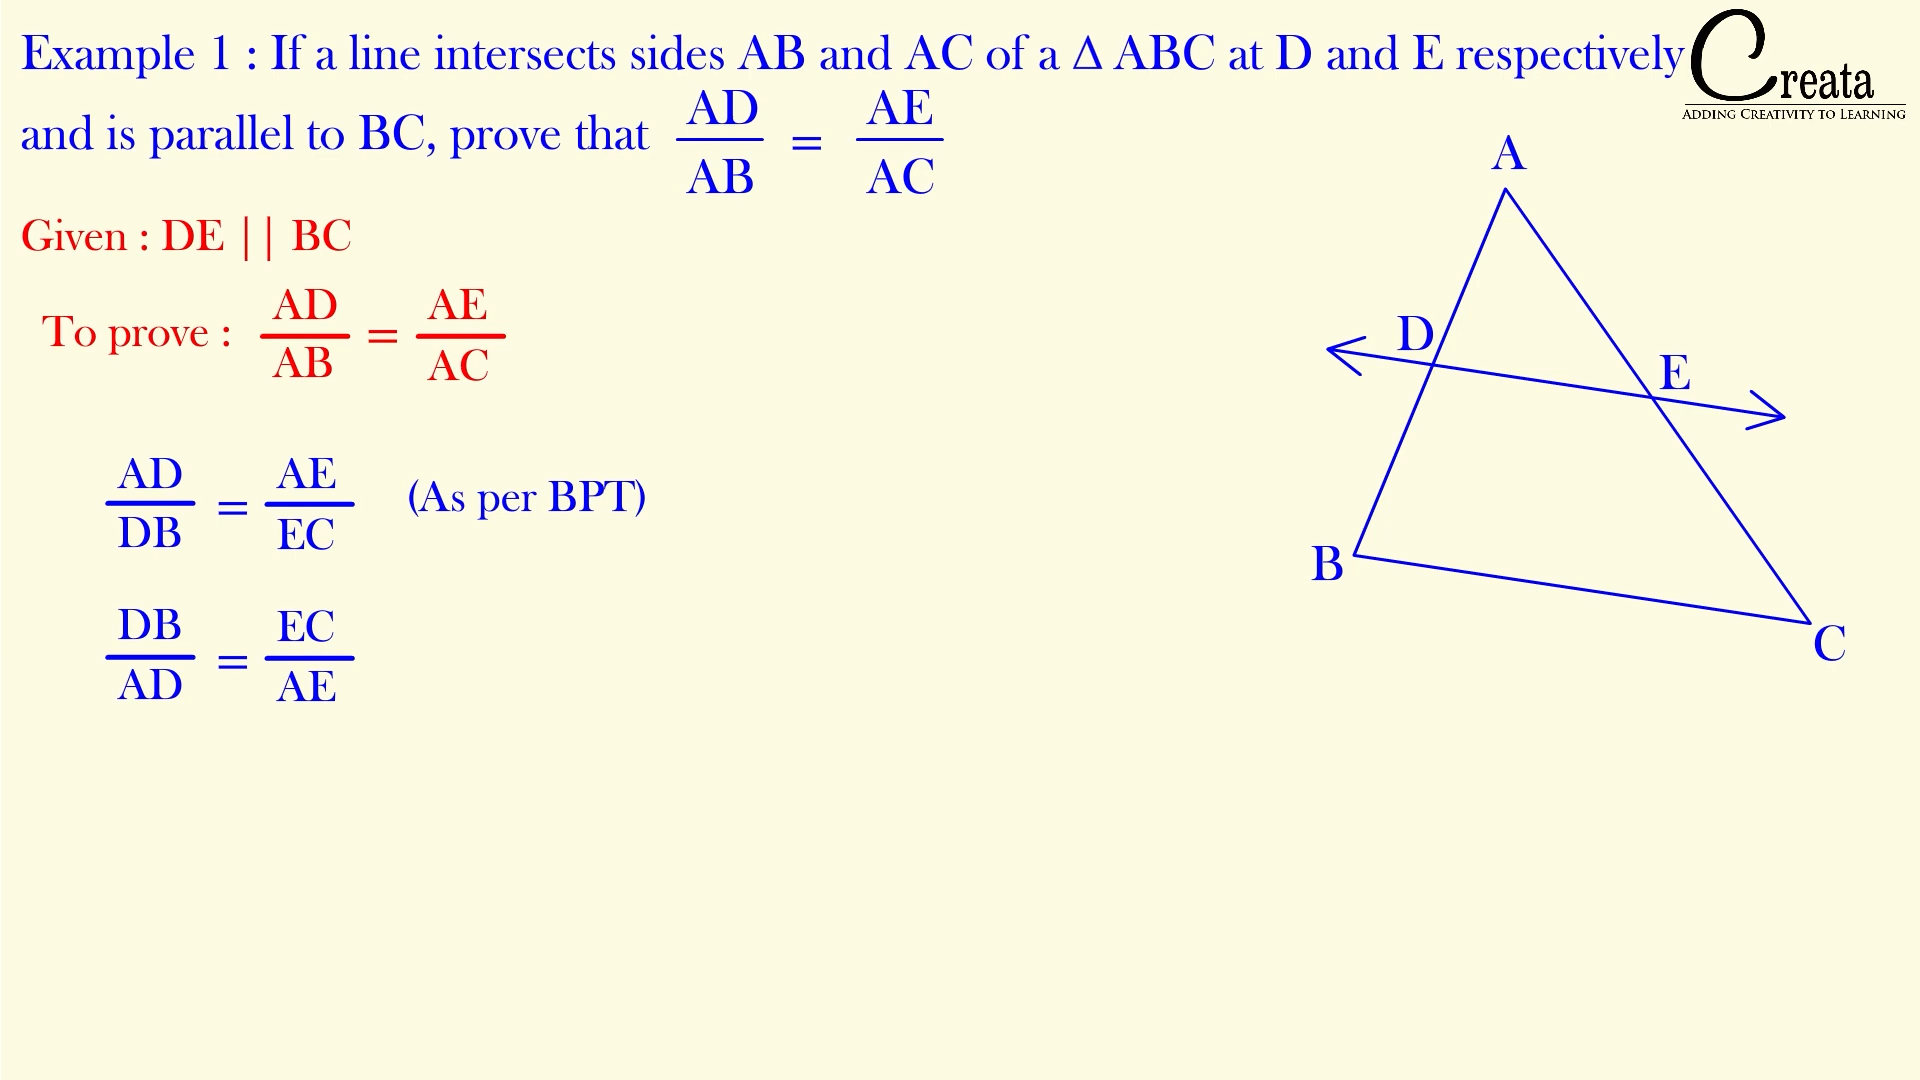 Example 1 : If a line intersects sides AB and AC of a Δ ABC at D and E respectively
and is parallel to BC, prove that AD/AB = AE/AC
Creata
ADDING CREATIVITY TO LEARNING
Given : DE || BC
To prove : AD/AB = AE/AC
AD/DB = AE/EC (As per BPT)
DB/AD = EC/AE
A
D
E
B
C